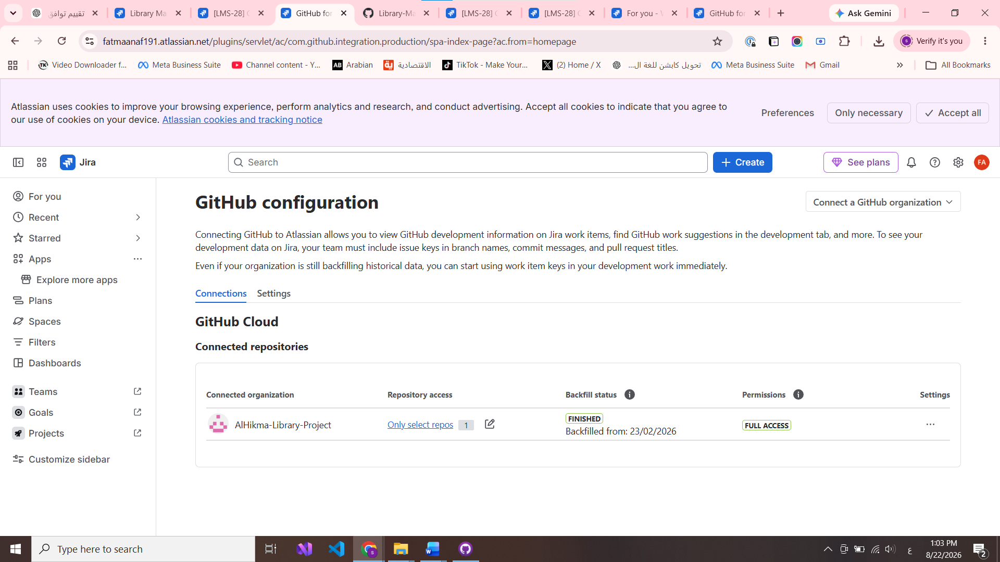 تقييم توافق
Library Ma
[LMS-28] C
GitHub for
Library-Ma
[LMS-28] C
[LMS-28] C
For you - V
GitHub for
Ask Gemini
fatmaanaf191.atlassian.net/plugins/servlet/ac/com.github.integration.production/spa-index-page?ac.from=homepage
Verify it's you
Video Downloader f...
Meta Business Suite
Channel content - Y...
Arabian
الاقتصادية
TikTok - Make Your...
(2) Home / X
تحويل كابشن للغة ال...
Meta Business Suite
Gmail
All Bookmarks
Atlassian uses cookies to improve your browsing experience, perform analytics and research, and conduct advertising. Accept all cookies to indicate that you agree to
our use of cookies on your device. Atlassian cookies and tracking notice
Preferences
Only necessary
Accept all
Jira
Search
Create
See plans
FA
For you
Recent
Starred
Apps
Explore more apps
Plans
Spaces
Filters
Dashboards
Teams
Goals
Projects
Customize sidebar
GitHub configuration
Connect a GitHub organization
Connecting GitHub to Atlassian allows you to view GitHub development information on Jira work items, find GitHub work suggestions in the development tab, and more. To see your
development data on Jira, your team must include issue keys in branch names, commit messages, and pull request titles.
Even if your organization is still backfilling historical data, you can start using work item keys in your development work immediately.
Connections Settings
GitHub Cloud
Connected repositories
Connected organization Repository access Backfill status Permissions Settings
AlHikma-Library-Project Only select repos 1 FINISHED FULL ACCESS
Backfilled from: 23/02/2026
Type here to search
ع
1:03 PM
8/22/2026
2